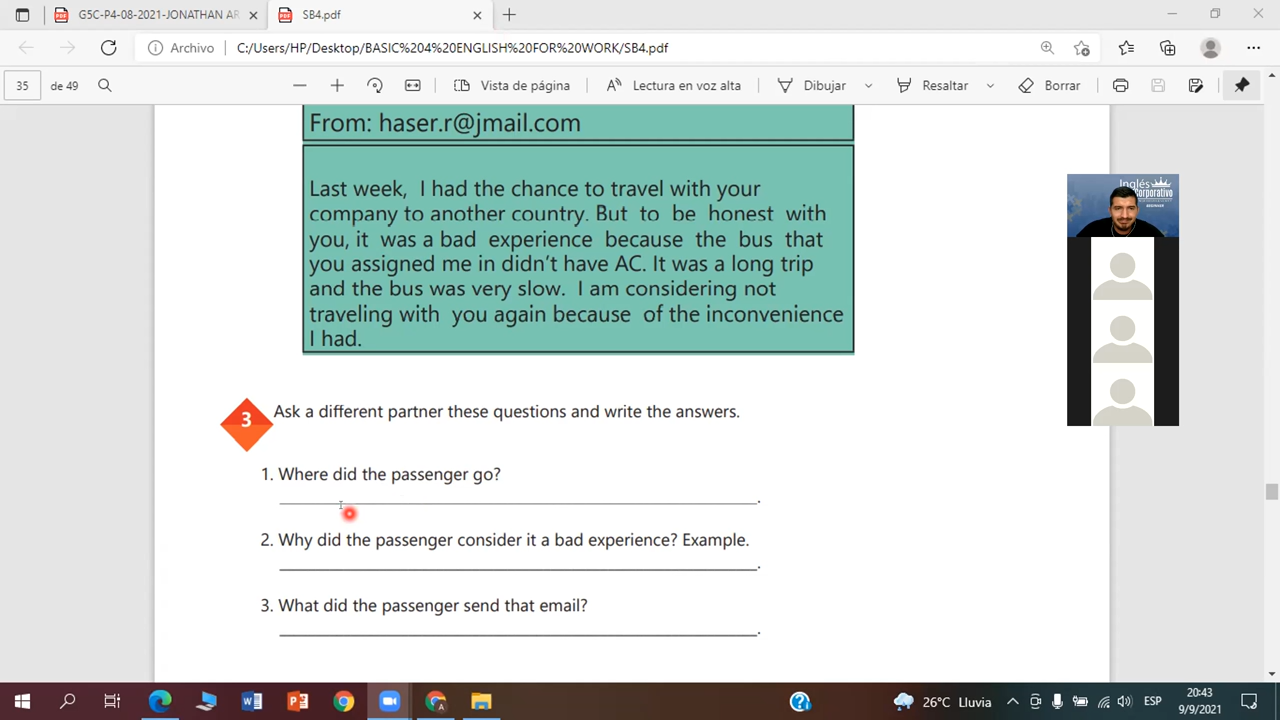 G5C-P4-08-2021-JONATHAN AR
SB4.pdf
Archivo
C:/Users/HP/Desktop/BASIC%204%20ENGLISH%20FOR%20WORK/SB4.pdf
35
de 49
Vista de página
Lectura en voz alta
Dibujar
Resaltar
Borrar
From: haser.r@jmail.com
Last week, I had the chance to travel with your
company to another country. But to be honest with
you, it was a bad experience because the bus that
you assigned me in didn't have AC. It was a long trip
and the bus was very slow. I am considering not
traveling with you again because of the inconvenience
I had.
Inglés
Corporativo
BEGINNER
3
Ask a different partner these questions and write the answers.
1. Where did the passenger go?
2. Why did the passenger consider it a bad experience? Example.
3. What did the passenger send that email?
26°C Lluvia
ESP
20:43
9/9/2021